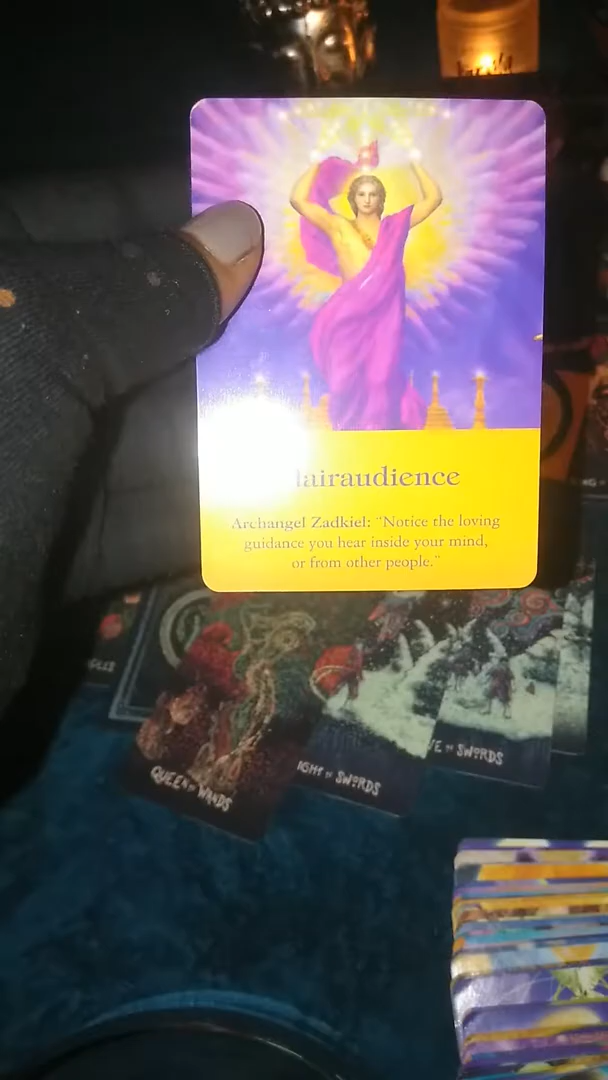 lairaudience
Archangel Zadkiel: “Notice the loving
guidance you hear inside your mind,
or from other people.”
QUEEN OF WANDS
IGHT OF SWORDS
VE OF SWORDS